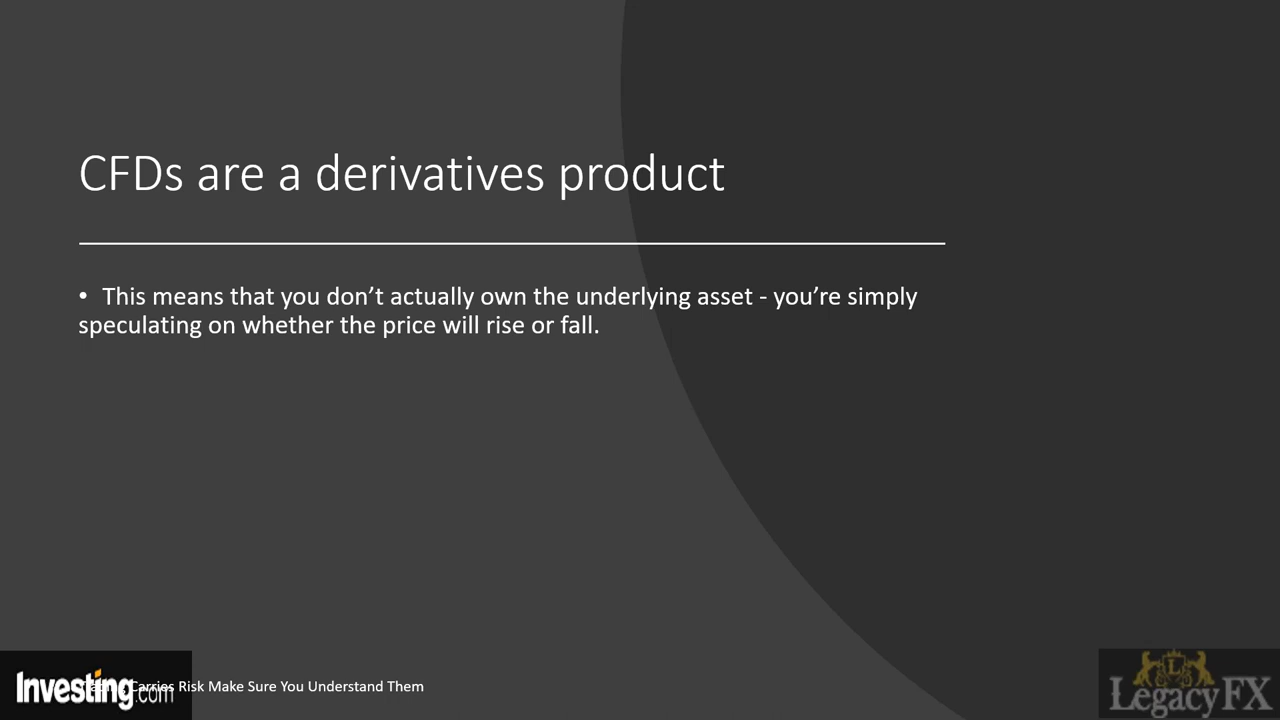 CFDs are a derivatives product
• This means that you don’t actually own the underlying asset - you’re simply
speculating on whether the price will rise or fall.
Carries Risk Make Sure You Understand Them
Investing.com
L
LegacyFX